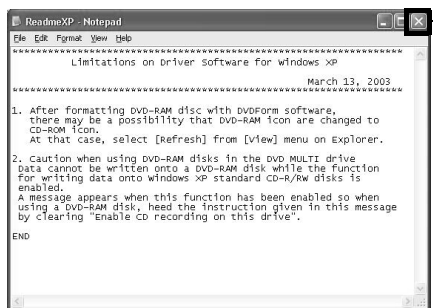 ReadmeXP - Notepad
File Edit Format View Help
************************************************************
Limitations on Driver Software for Windows XP
March 13, 2003
************************************************************
1. After formatting DVD-RAM disc with DVDForm software,
there may be a possibility that DVD-RAM icon are changed to
CD-ROM icon.
At that case, select [Refresh] from [View] menu on Explorer.
2. Caution when using DVD-RAM disks in the DVD MULTI drive
Data cannot be written onto a DVD-RAM disk while the function
for writing data onto Windows XP standard CD-R/RW disks is
enabled.
A message appears when this function has been enabled so when
using a DVD-RAM disk, heed the instruction given in this message
by clearing "Enable CD recording on this drive".
END